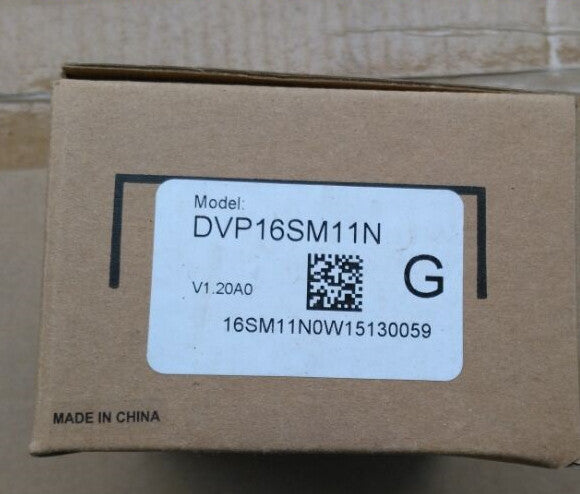 Model:
DVP16SM11N
V1.20A0
G
16SM11N0W15130059
MADE IN CHINA